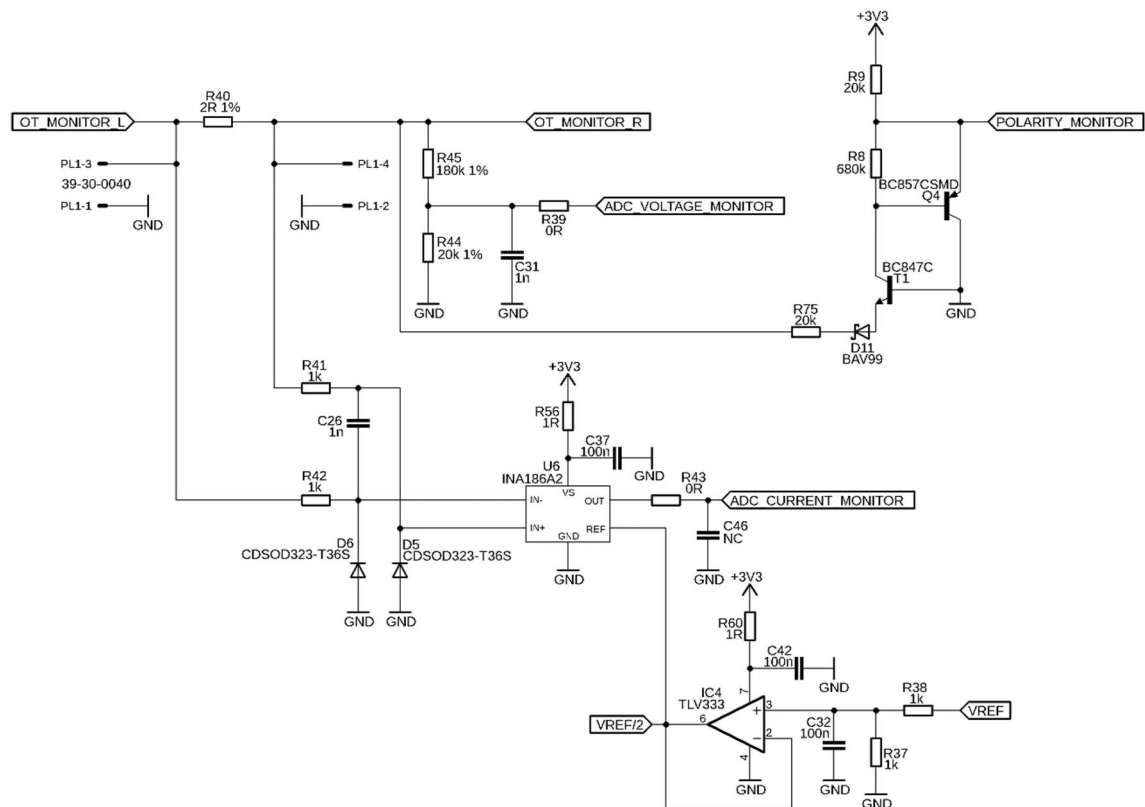 +3V3
R9
20k
R40
2R 1%
OT_MONITOR_L
OT_MONITOR_R
POLARITY_MONITOR
PL1-3
PL1-4
R45
180k 1%
R8
680k
39-30-0040
BC857CSMD
Q4
PL1-1
GND
GND
PL1-2
R39
0R
ADC_VOLTAGE_MONITOR
R44
20k 1%
C31
1n
BC847C
T1
GND
GND
GND
R75
20k
D11
BAV99
R41
1k
+3V3
R56
1R
C26
1n
C37
100n
GND
U6
INA186A2
R42
1k
R43
0R
VS
IN-
OUT
ADC_CURRENT_MONITOR
IN+
REF
GND
C46
NC
D6
CDSOD323-T36S
D5
CDSOD323-T36S
GND
GND
GND
GND
+3V3
R60
1R
C42
100n
GND
IC4
TLV333
7
R38
1k
VREF/2
6
+
3
VREF
C32
100n
−
2
R37
1k
4
GND
GND
GND